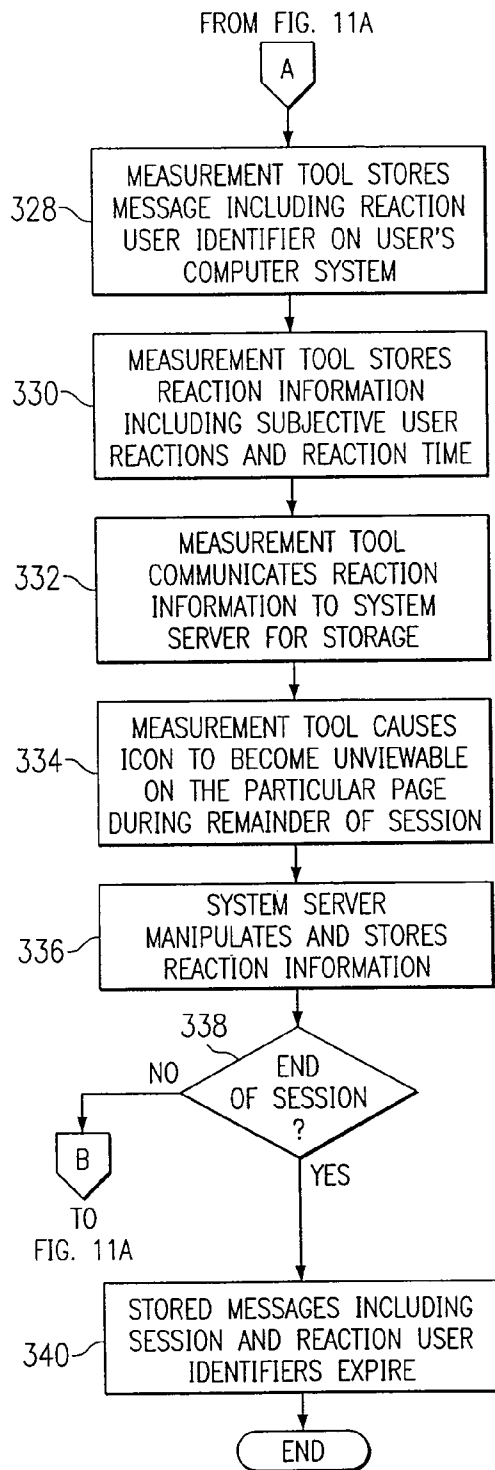 FROM FIG. 11A
A
328
MEASUREMENT TOOL STORES
MESSAGE INCLUDING REACTION
USER IDENTIFIER ON USER'S
COMPUTER SYSTEM
330
MEASUREMENT TOOL STORES
REACTION INFORMATION
INCLUDING SUBJECTIVE USER
REACTIONS AND REACTION TIME
332
MEASUREMENT TOOL
COMMUNICATES REACTION
INFORMATION TO SYSTEM
SERVER FOR STORAGE
334
MEASUREMENT TOOL CAUSES
ICON TO BECOME UNVIEWABLE
ON THE PARTICULAR PAGE
DURING REMAINDER OF SESSION
336
SYSTEM SERVER
MANIPULATES AND STORES
REACTION INFORMATION
338
END
OF SESSION
?
NO
B
TO
FIG. 11A
YES
340
STORED MESSAGES INCLUDING
SESSION AND REACTION USER
IDENTIFIERS EXPIRE
END